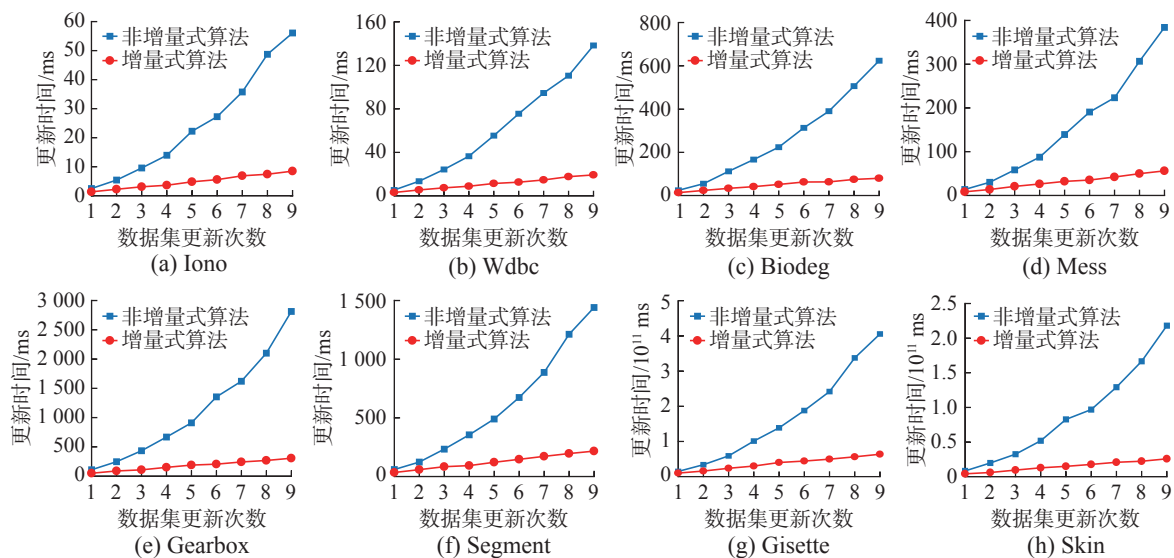 60
50
40
30
20
10
0
非增量式算法
增量式算法
更新时间/ms
1 2 3 4 5 6 7 8 9
数据集更新次数
(a) Iono
160
120
80
40
0
非增量式算法
增量式算法
更新时间/ms
1 2 3 4 5 6 7 8 9
数据集更新次数
(b) Wdbc
800
600
400
200
0
非增量式算法
增量式算法
更新时间/ms
1 2 3 4 5 6 7 8 9
数据集更新次数
(c) Biodeg
400
300
200
100
0
非增量式算法
增量式算法
更新时间/ms
1 2 3 4 5 6 7 8 9
数据集更新次数
(d) Mess
3 000
2 500
2 000
1 500
1 000
500
0
非增量式算法
增量式算法
更新时间/ms
1 2 3 4 5 6 7 8 9
数据集更新次数
(e) Gearbox
1 500
1 000
500
0
非增量式算法
增量式算法
更新时间/ms
1 2 3 4 5 6 7 8 9
数据集更新次数
(f) Segment
5
4
3
2
1
0
非增量式算法
增量式算法
更新时间/10¹¹ ms
1 2 3 4 5 6 7 8 9
数据集更新次数
(g) Gisette
2.5
2.0
1.5
1.0
0.5
0
非增量式算法
增量式算法
更新时间/10¹¹ ms
1 2 3 4 5 6 7 8 9
数据集更新次数
(h) Skin